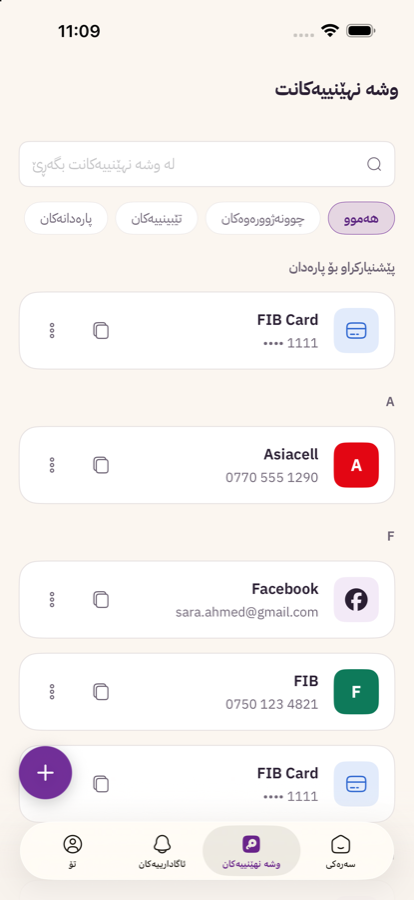 11:09
وشە نهێنییەکانت
لە وشە نهێنییەکانت بگەڕێ
هەموو
چوونەژوورەوەکان
تێبینییەکان
پارەدانەکان
پێشنیارکراو بۆ پارەدان
FIB Card
•••• 1111
A
Asiacell
0770 555 1290
A
F
Facebook
sara.ahmed@gmail.com
FIB
0750 123 4821
F
FIB Card
•••• 1111
سەرەکی
وشە نهێنییەکان
ئاگادارییەکان
تۆ